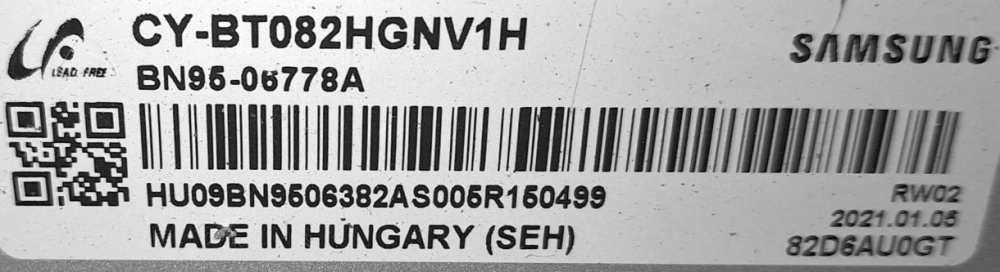 CY-BT082HGNV1H
SAMSUNG
LEAD FREE
BN95-06778A
HU09BN9506382AS005R150499
RW02
2021.01.05
MADE IN HUNGARY (SEH)
82D6AU0GT